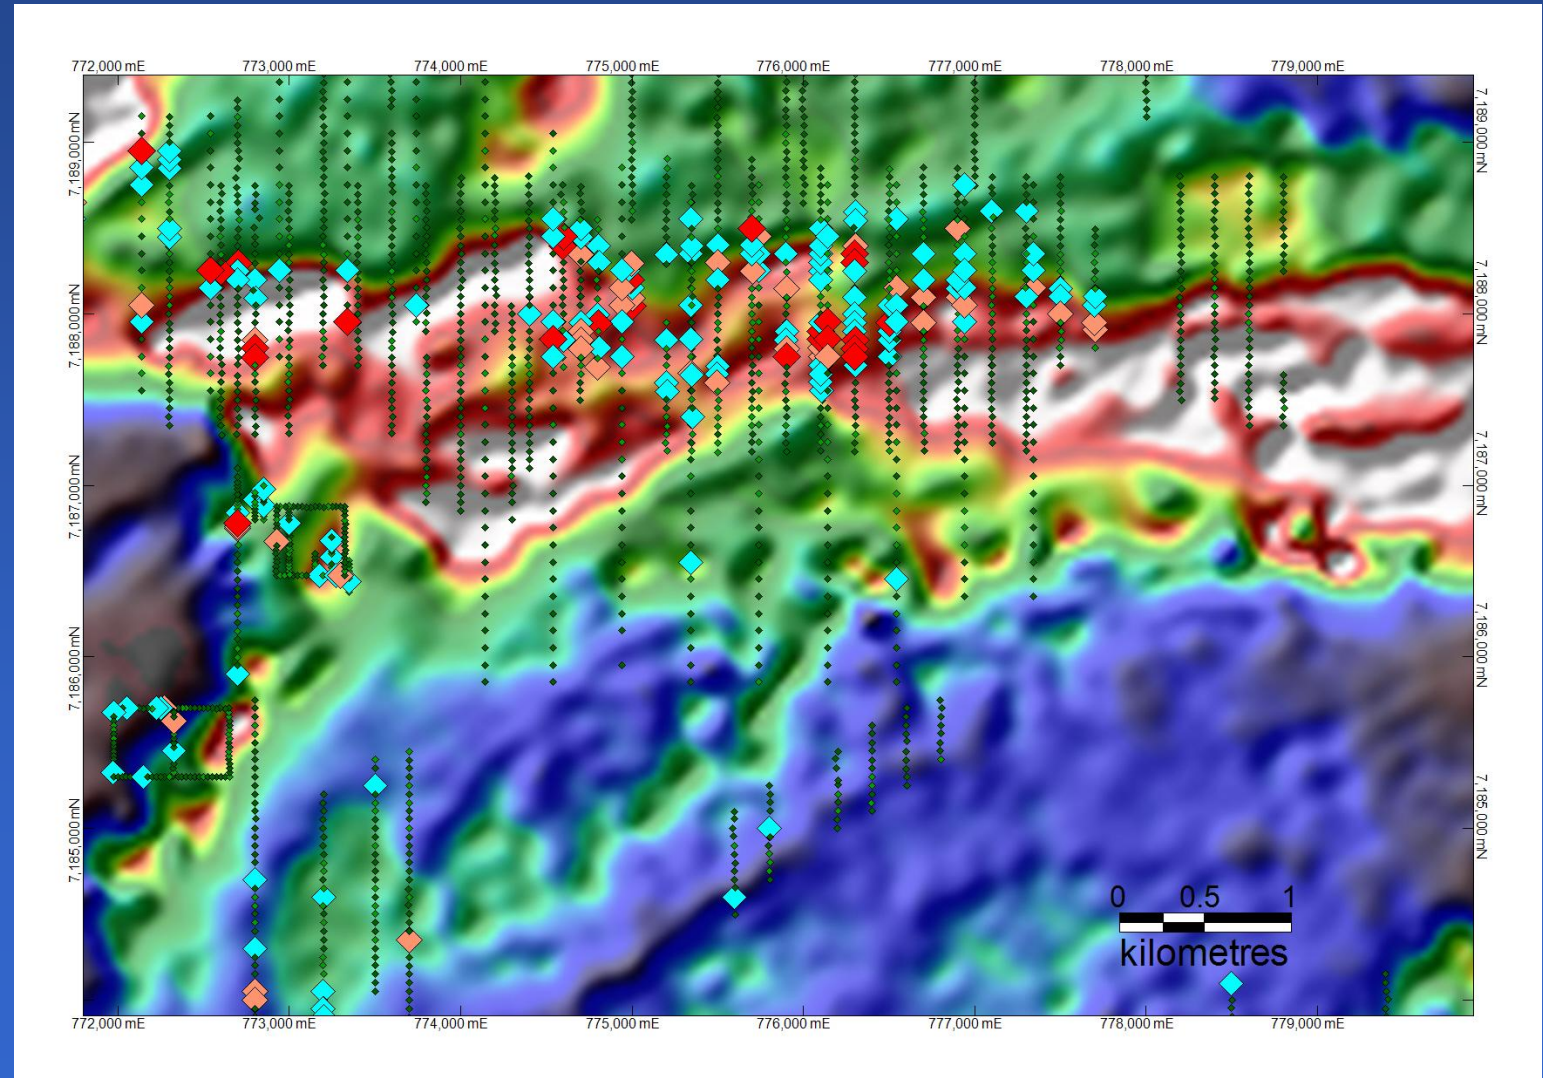 772,000 mE 773,000 mE 774,000 mE 775,000 mE 776,000 mE 777,000 mE 778,000 mE 779,000 mE
7,189,000 mN 7,189,000 mN
7,188,000 mN 7,188,000 mN
7,187,000 mN 7,187,000 mN
7,186,000 mN 7,186,000 mN
7,185,000 mN 7,185,000 mN
0 0.5 1
kilometres
772,000 mE 773,000 mE 774,000 mE 775,000 mE 776,000 mE 777,000 mE 778,000 mE 779,000 mE